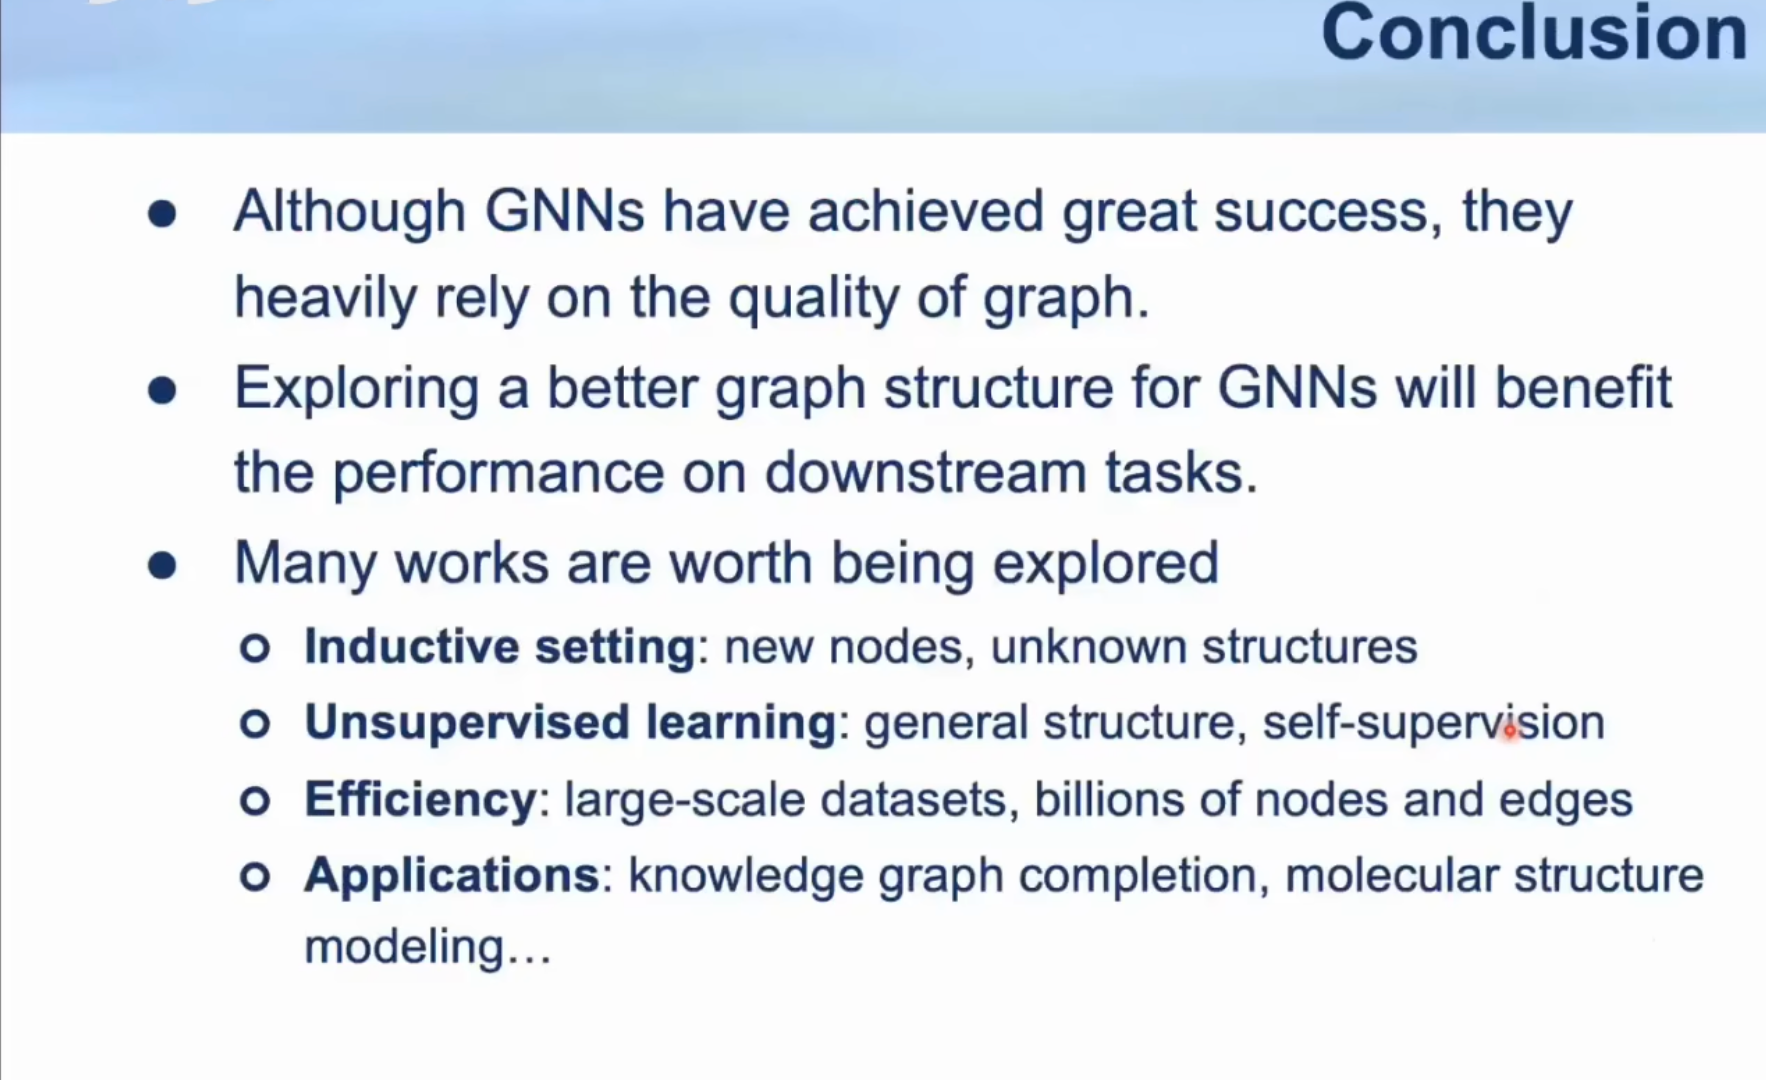 Conclusion
● Although GNNs have achieved great success, they
heavily rely on the quality of graph.
● Exploring a better graph structure for GNNs will benefit
the performance on downstream tasks.
● Many works are worth being explored
o Inductive setting: new nodes, unknown structures
o Unsupervised learning: general structure, self-supervision
o Efficiency: large-scale datasets, billions of nodes and edges
o Applications: knowledge graph completion, molecular structure
modeling…